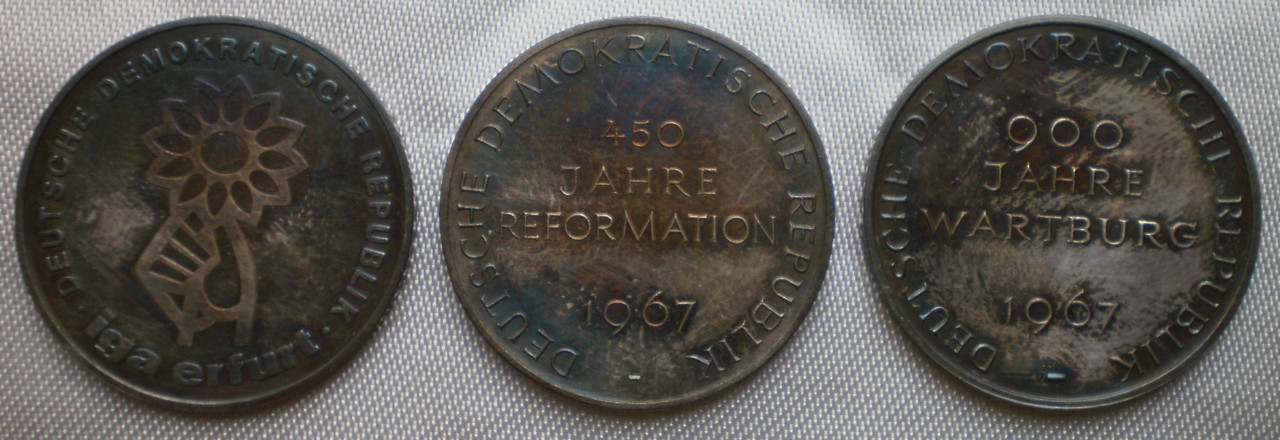 · DEUTSCHE DEMOKRATISCHE REPUBLIK ·
iga erfurt
DEUTSCHE DEMOKRATISCHE REPUBLIK
450
JAHRE
REFORMATION
1967
DEUTSCHE DEMOKRATISCHE REPUBLIK
900
JAHRE
WARTBURG
1967